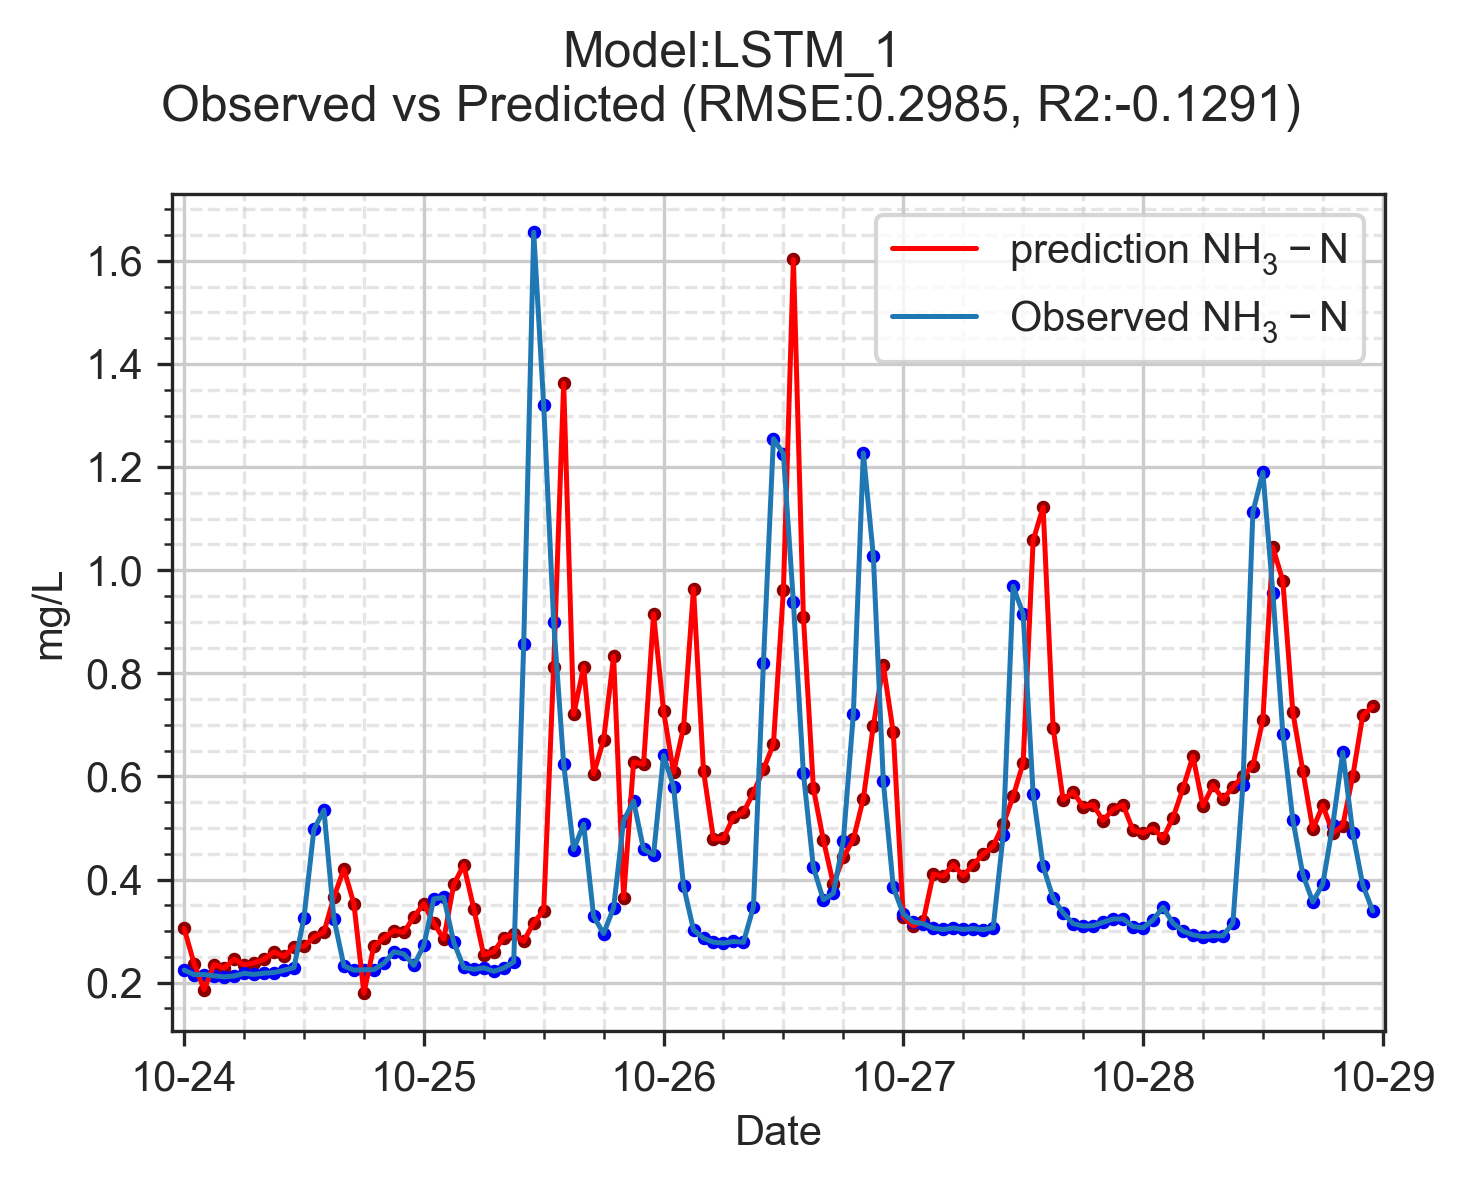 Model:LSTM_1
Observed vs Predicted (RMSE:0.2985, R2:-0.1291)
prediction NH₃ − N
Observed NH₃ − N
1.6
1.4
1.2
1.0
0.8
0.6
0.4
0.2
mg/L
10-24 10-25 10-26 10-27 10-28 10-29
Date